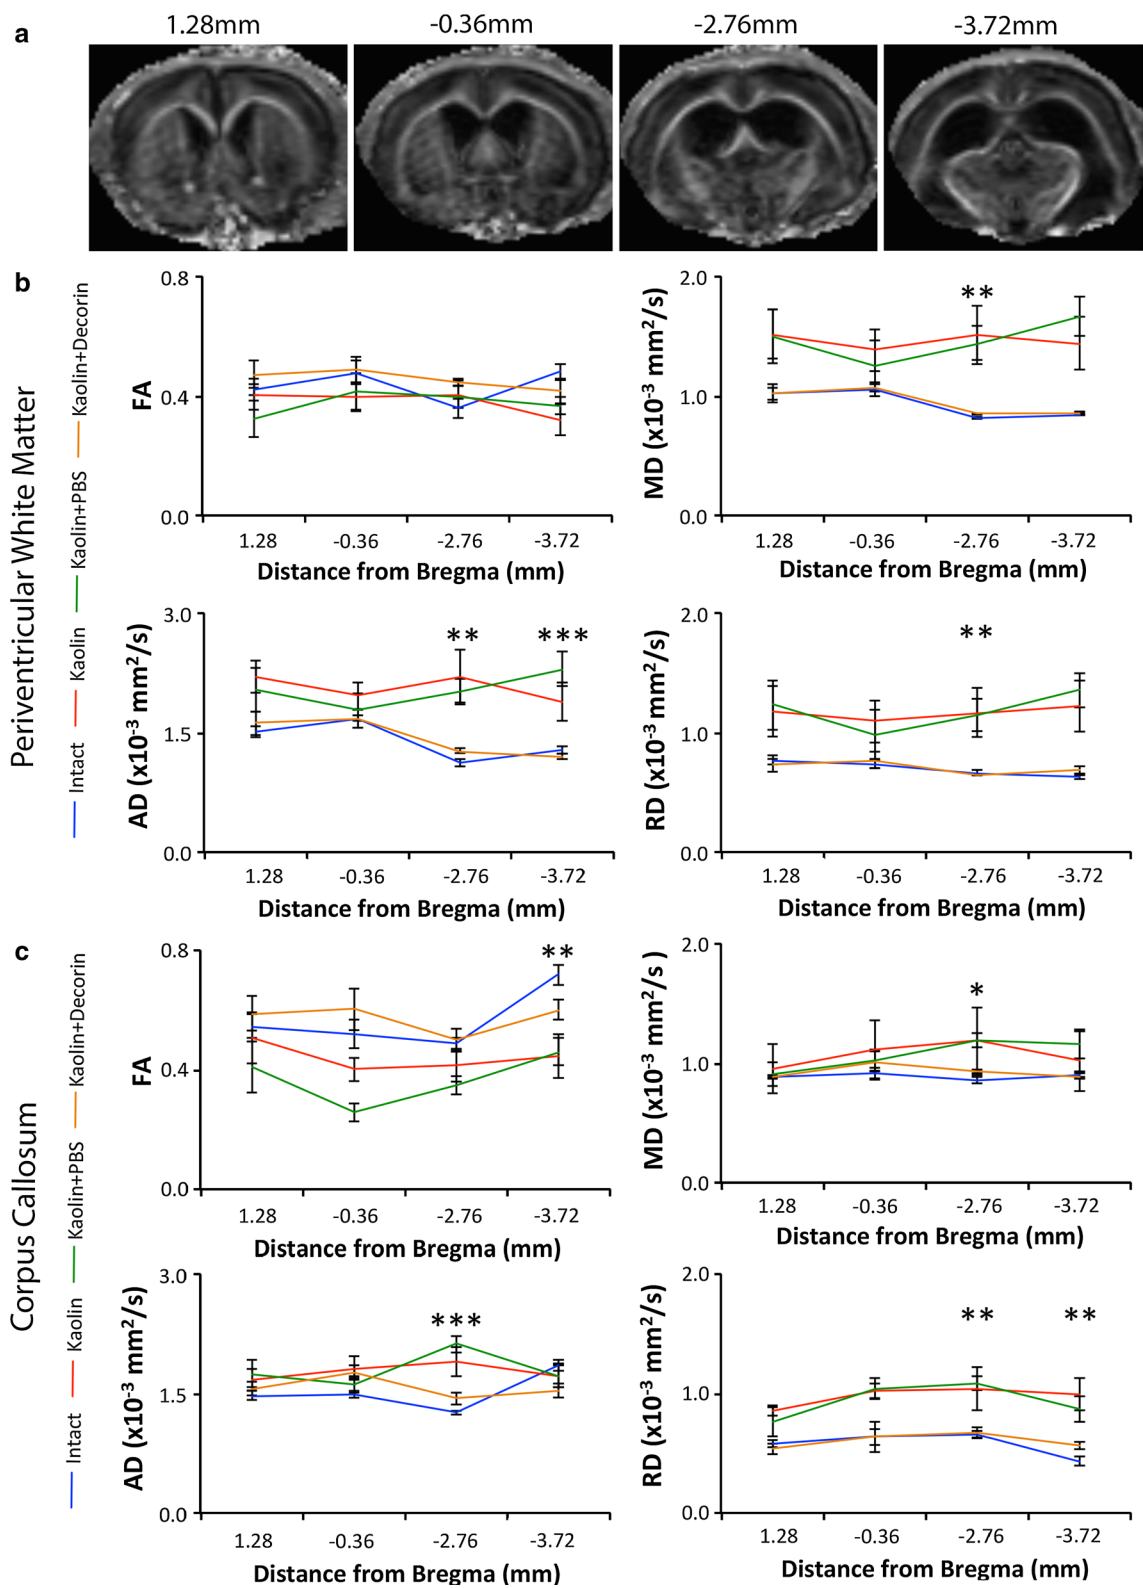 a
1.28mm
-0.36mm
-2.76mm
-3.72mm
b
Periventricular White Matter
Intact
Kaolin
Kaolin+PBS
Kaolin+Decorin
FA
0.8
0.4
0.0
1.28 -0.36 -2.76 -3.72
Distance from Bregma (mm)
MD (x10-3 mm2/s)
2.0
1.0
0.0
**
1.28 -0.36 -2.76 -3.72
Distance from Bregma (mm)
AD (x10-3 mm2/s)
3.0
1.5
0.0
** ***
1.28 -0.36 -2.76 -3.72
Distance from Bregma (mm)
RD (x10-3 mm2/s)
2.0
1.0
0.0
**
1.28 -0.36 -2.76 -3.72
Distance from Bregma (mm)
c
Corpus Callosum
Intact
Kaolin
Kaolin+PBS
Kaolin+Decorin
FA
0.8
0.4
0.0
**
1.28 -0.36 -2.76 -3.72
Distance from Bregma (mm)
MD (x10-3 mm2/s )
2.0
1.0
0.0
*
1.28 -0.36 -2.76 -3.72
Distance from Bregma (mm)
AD (x10-3 mm2/s)
3.0
1.5
0.0
***
1.28 -0.36 -2.76 -3.72
Distance from Bregma (mm)
RD (x10-3 mm2/s)
2.0
1.0
0.0
** **
1.28 -0.36 -2.76 -3.72
Distance from Bregma (mm)